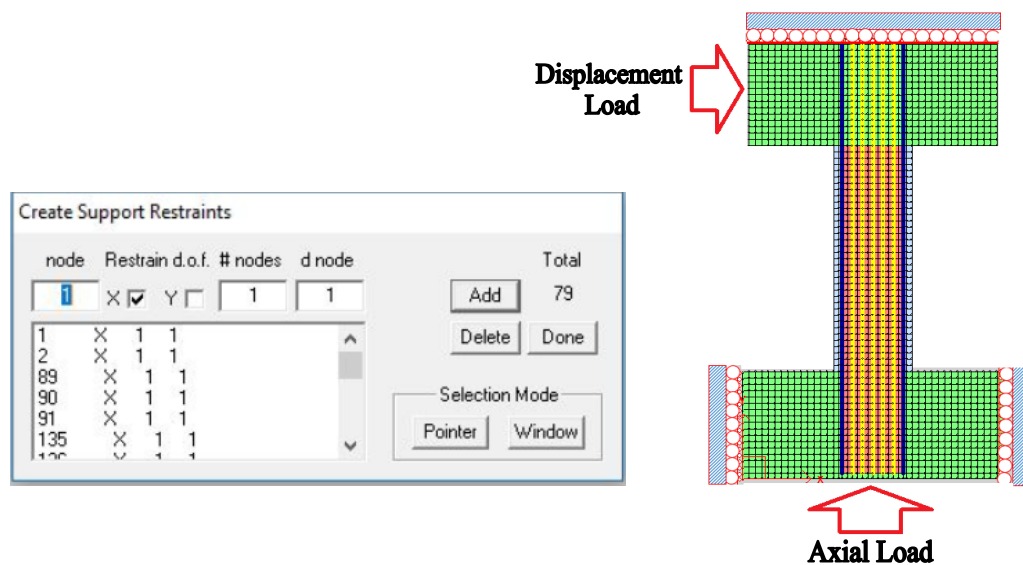 Displacement
Load
Create Support Restraints
node Restrain d.o.f. # nodes d node Total
1 X Y 1 1 Add 79
1 X 1 1
2 X 1 1
89 X 1 1
90 X 1 1
91 X 1 1
135 X 1 1
Delete Done
Selection Mode
Pointer Window
X
Axial Load